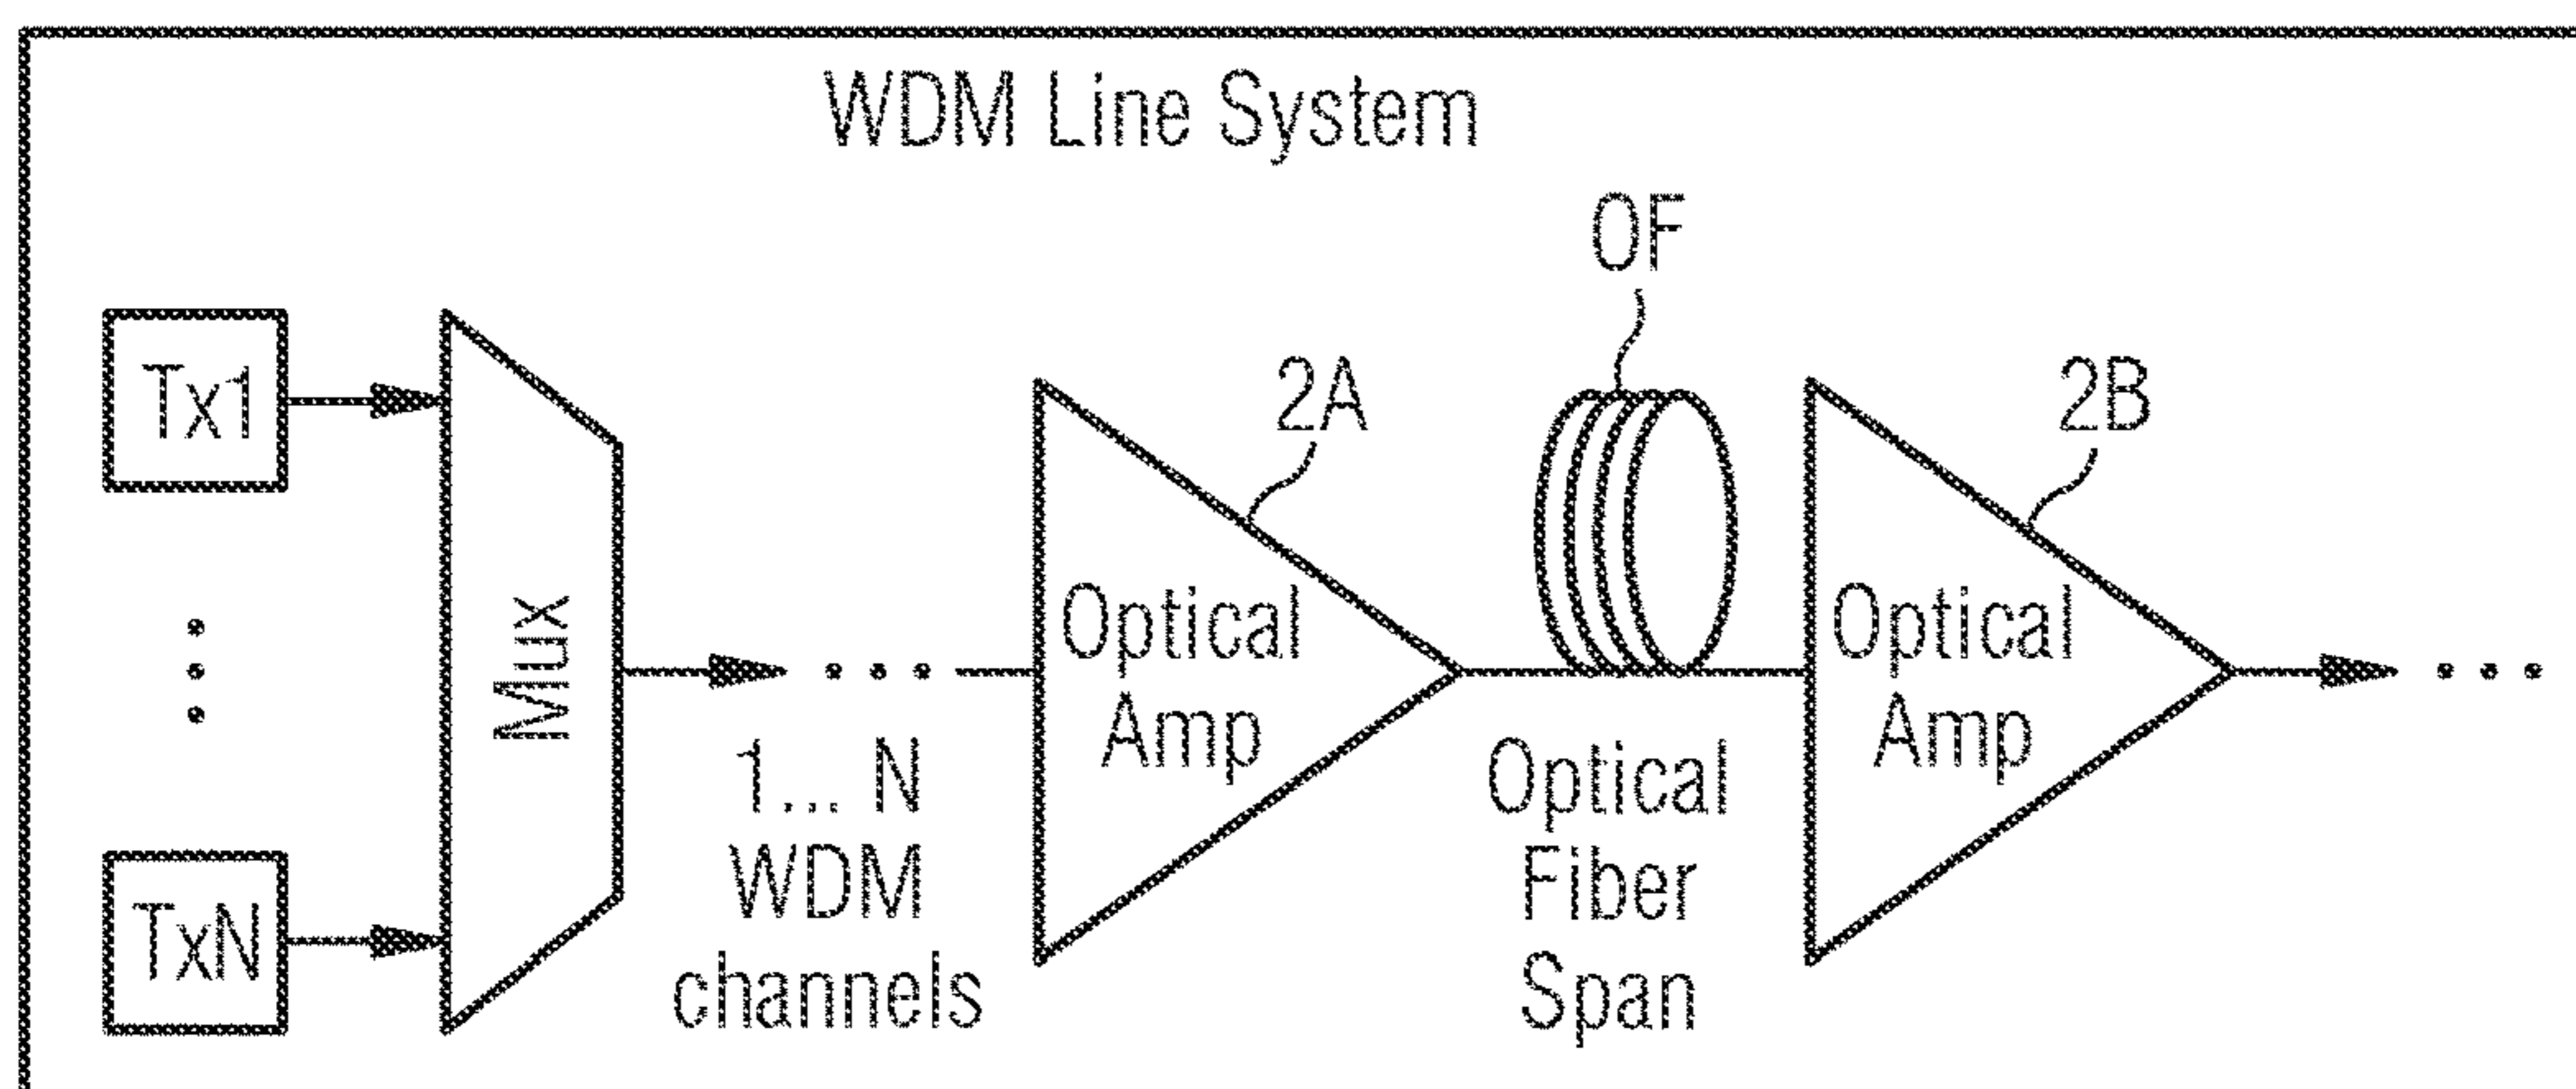 WDM Line System
OF
2A
2B
Tx1
Mux
Optical
Amp
Optical
Amp
1... N
WDM
channels
Optical
Fiber
Span
TxN